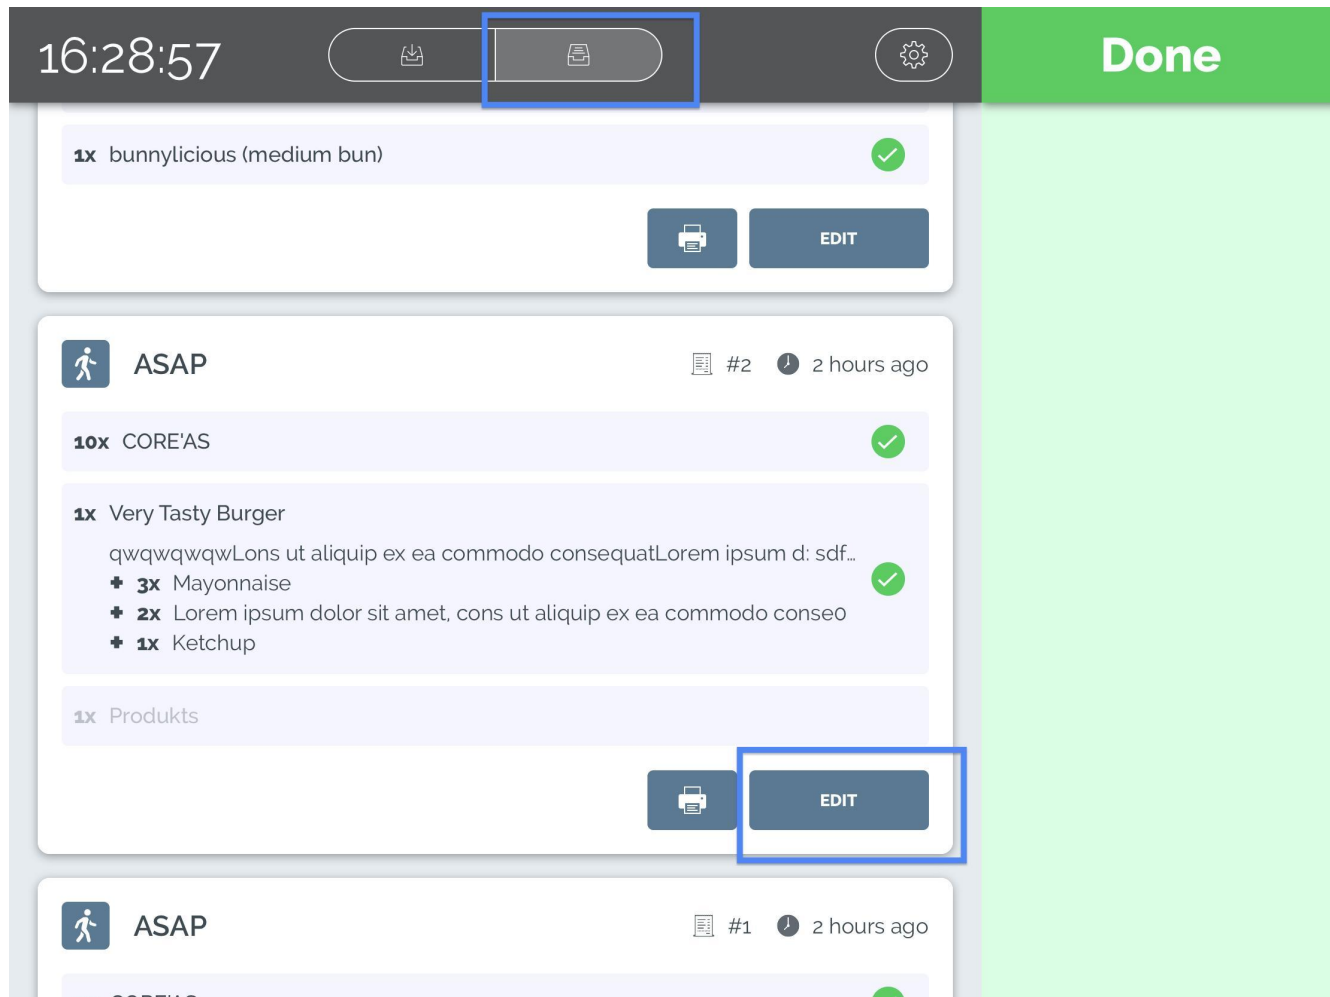 16:28:57
Done
1x bunnylicious (medium bun)
EDIT
ASAP #2 2 hours ago
10x CORE'AS
1x Very Tasty Burger
qwqwqwqwLons ut aliquip ex ea commodo consequatLorem ipsum d: sdf...
+ 3x Mayonnaise
+ 2x Lorem ipsum dolor sit amet, cons ut aliquip ex ea commodo conse0
+ 1x Ketchup
1x Produkts
EDIT
ASAP #1 2 hours ago